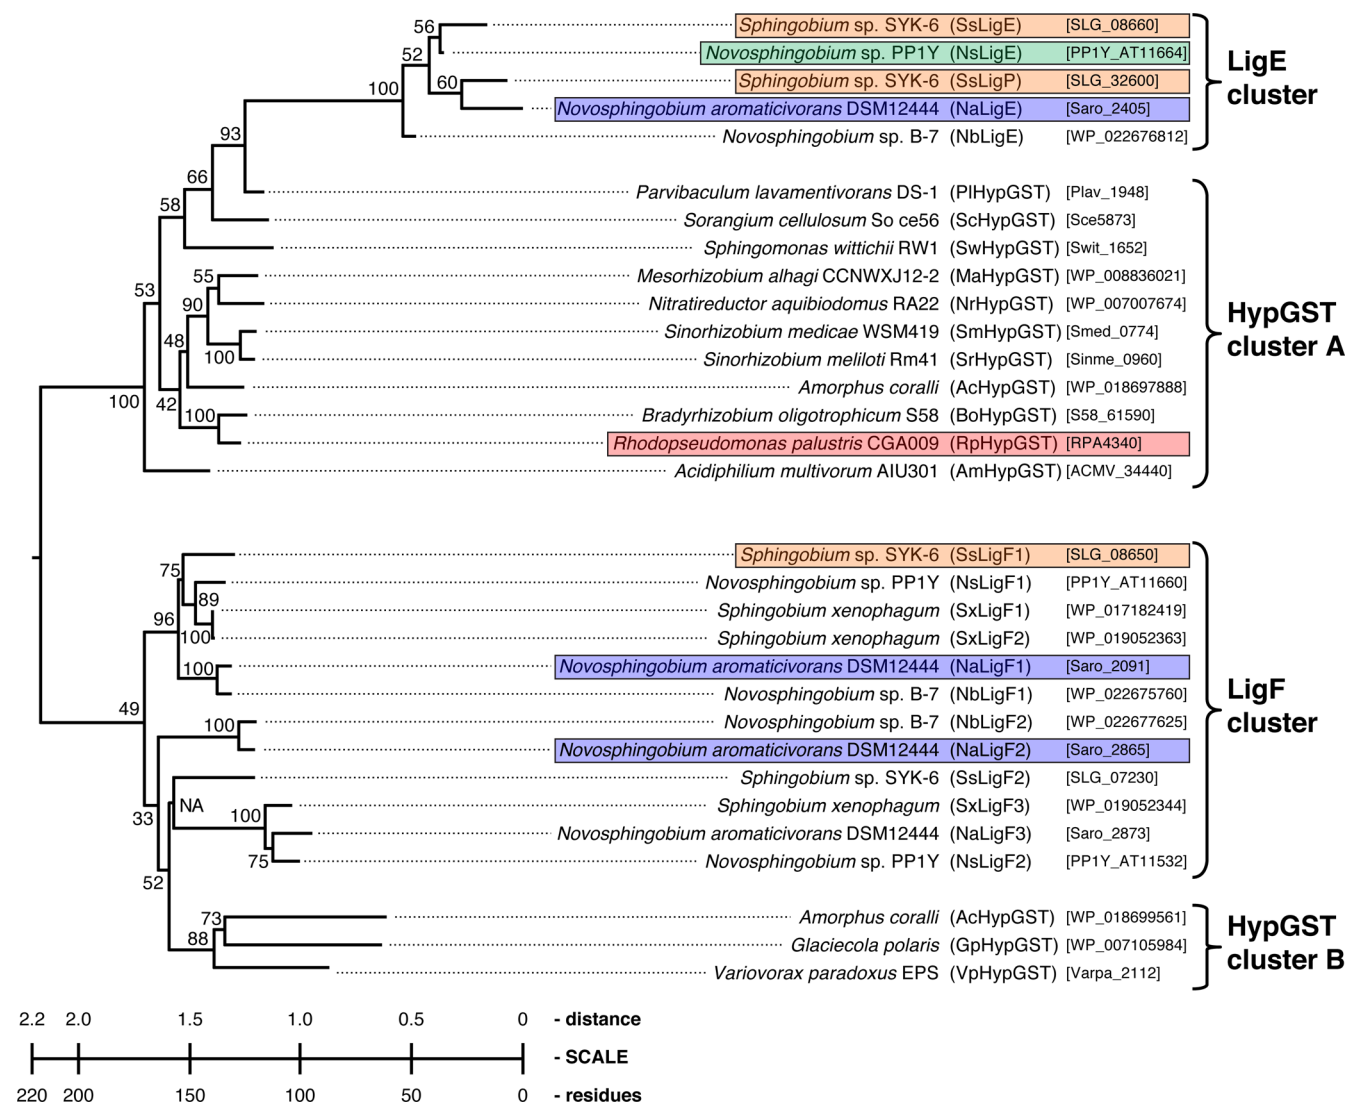 56
Sphingobium sp. SYK-6 (SsLigE) [SLG_08660]
52
Novosphingobium sp. PP1Y (NsLigE) [PP1Y_AT11664]
LigE
cluster
100
60
Sphingobium sp. SYK-6 (SsLigP) [SLG_32600]
Novosphingobium aromaticivorans DSM12444 (NaLigE) [Saro_2405]
93
Novosphingobium sp. B-7 (NbLigE) [WP_022676812]
66
Parvibaculum lavamentivorans DS-1 (PlHypGST) [Plav_1948]
58
Sorangium cellulosum So ce56 (ScHypGST) [Sce5873]
Sphingomonas wittichii RW1 (SwHypGST) [Swit_1652]
55
Mesorhizobium alhagi CCNWXJ12-2 (MaHypGST) [WP_008836021]
53
90
Nitratireductor aquibiodomus RA22 (NrHypGST) [WP_007007674]
HypGST
cluster A
48
Sinorhizobium medicae WSM419 (SmHypGST) [Smed_0774]
100
Sinorhizobium meliloti Rm41 (SrHypGST) [Sinme_0960]
Amorphus coralli (AcHypGST) [WP_018697888]
100
42
100
Bradyrhizobium oligotrophicum S58 (BoHypGST) [S58_61590]
Rhodopseudomonas palustris CGA009 (RpHypGST) [RPA4340]
Acidiphilium multivorum AIU301 (AmHypGST) [ACMV_34440]
Sphingobium sp. SYK-6 (SsLigF1) [SLG_08650]
75
Novosphingobium sp. PP1Y (NsLigF1) [PP1Y_AT11660]
89
Sphingobium xenophagum (SxLigF1) [WP_017182419]
96
100
Sphingobium xenophagum (SxLigF2) [WP_019052363]
100
Novosphingobium aromaticivorans DSM12444 (NaLigF1) [Saro_2091]
Novosphingobium sp. B-7 (NbLigF1) [WP_022675760]
LigF
cluster
49
100
Novosphingobium sp. B-7 (NbLigF2) [WP_022677625]
Novosphingobium aromaticivorans DSM12444 (NaLigF2) [Saro_2865]
Sphingobium sp. SYK-6 (SsLigF2) [SLG_07230]
NA
33
100
Sphingobium xenophagum (SxLigF3) [WP_019052344]
Novosphingobium aromaticivorans DSM12444 (NaLigF3) [Saro_2873]
75
Novosphingobium sp. PP1Y (NsLigF2) [PP1Y_AT11532]
52
73
Amorphus coralli (AcHypGST) [WP_018699561]
88
Glaciecola polaris (GpHypGST) [WP_007105984]
HypGST
cluster B
Variovorax paradoxus EPS (VpHypGST) [Varpa_2112]
2.2 2.0 1.5 1.0 0.5 0 - distance
- SCALE
220 200 150 100 50 0 - residues